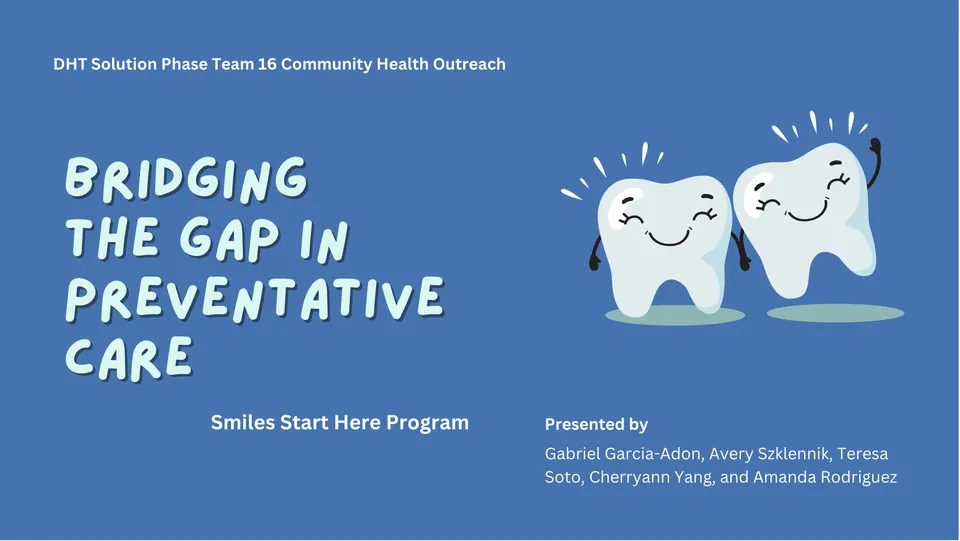 DHT Solution Phase Team 16 Community Health Outreach
BRIDGING
THE GAP IN
PREVENTATIVE
CARE
Smiles Start Here Program
Presented by
Gabriel Garcia-Adon, Avery Szklennik, Teresa
Soto, Cherryann Yang, and Amanda Rodriguez